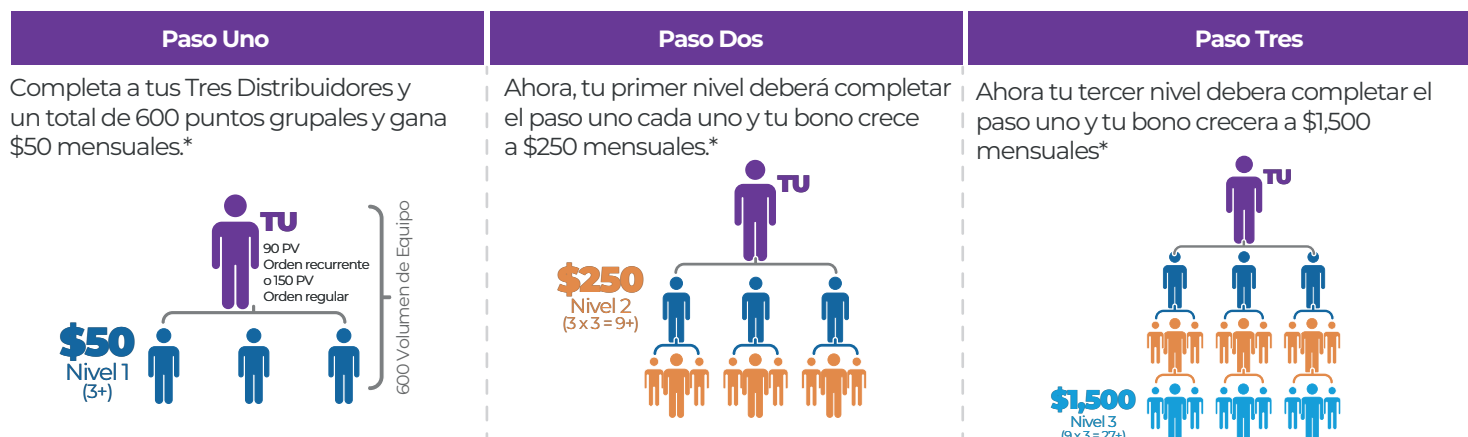 Paso Uno
Completa a tus Tres Distribuidores y
un total de 600 puntos grupales y gana
$50 mensuales.*
TU
90 PV
Orden recurrente
o 150 PV
Orden regular
600 Volumen de Equipo
$50
Nivel 1
(3+)
Paso Dos
Ahora, tu primer nivel deberá completar
el paso uno cada uno y tu bono crece
a $250 mensuales.*
TU
$250
Nivel 2
(3 x 3 = 9+)
Paso Tres
Ahora tu tercer nivel debera completar el
paso uno y tu bono crecera a $1,500
mensuales*
TU
$1,500
Nivel 3
(9 x 3 = 27+)